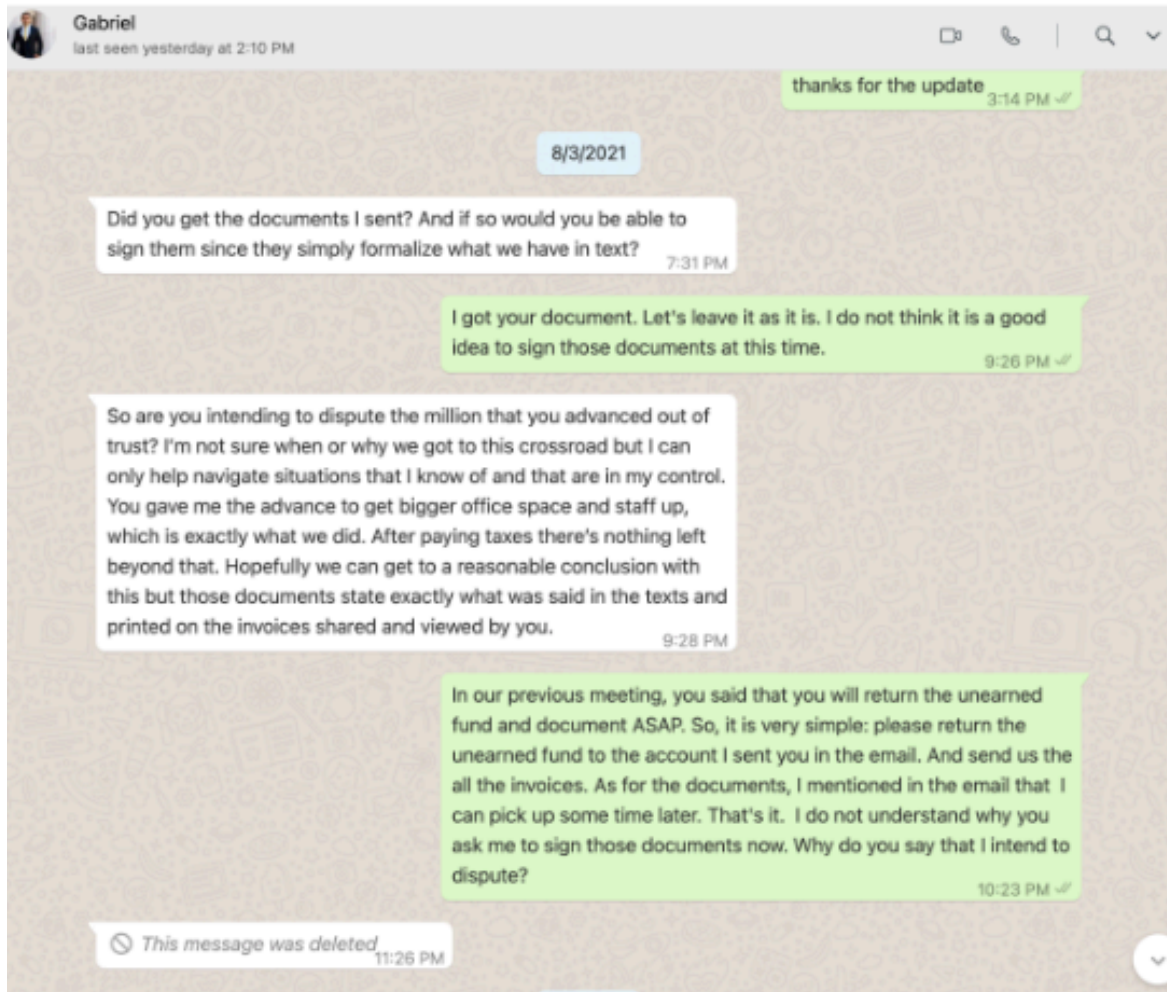 Gabriel
last seen yesterday at 2:10 PM
thanks for the update
3:14 PM
8/3/2021
Did you get the documents I sent? And if so would you be able to
sign them since they simply formalize what we have in text?
7:31 PM
I got your document. Let's leave it as it is. I do not think it is a good
idea to sign those documents at this time.
9:26 PM
So are you intending to dispute the million that you advanced out of
trust? I'm not sure when or why we got to this crossroad but I can
only help navigate situations that I know of and that are in my control.
You gave me the advance to get bigger office space and staff up,
which is exactly what we did. After paying taxes there's nothing left
beyond that. Hopefully we can get to a reasonable conclusion with
this but those documents state exactly what was said in the texts and
printed on the invoices shared and viewed by you.
9:28 PM
In our previous meeting, you said that you will return the unearned
fund and document ASAP. So, it is very simple: please return the
unearned fund to the account I sent you in the email. And send us the
all the invoices. As for the documents, I mentioned in the email that I
can pick up some time later. That's it. I do not understand why you
ask me to sign those documents now. Why do you say that I intend to
dispute?
10:23 PM
This message was deleted
11:26 PM